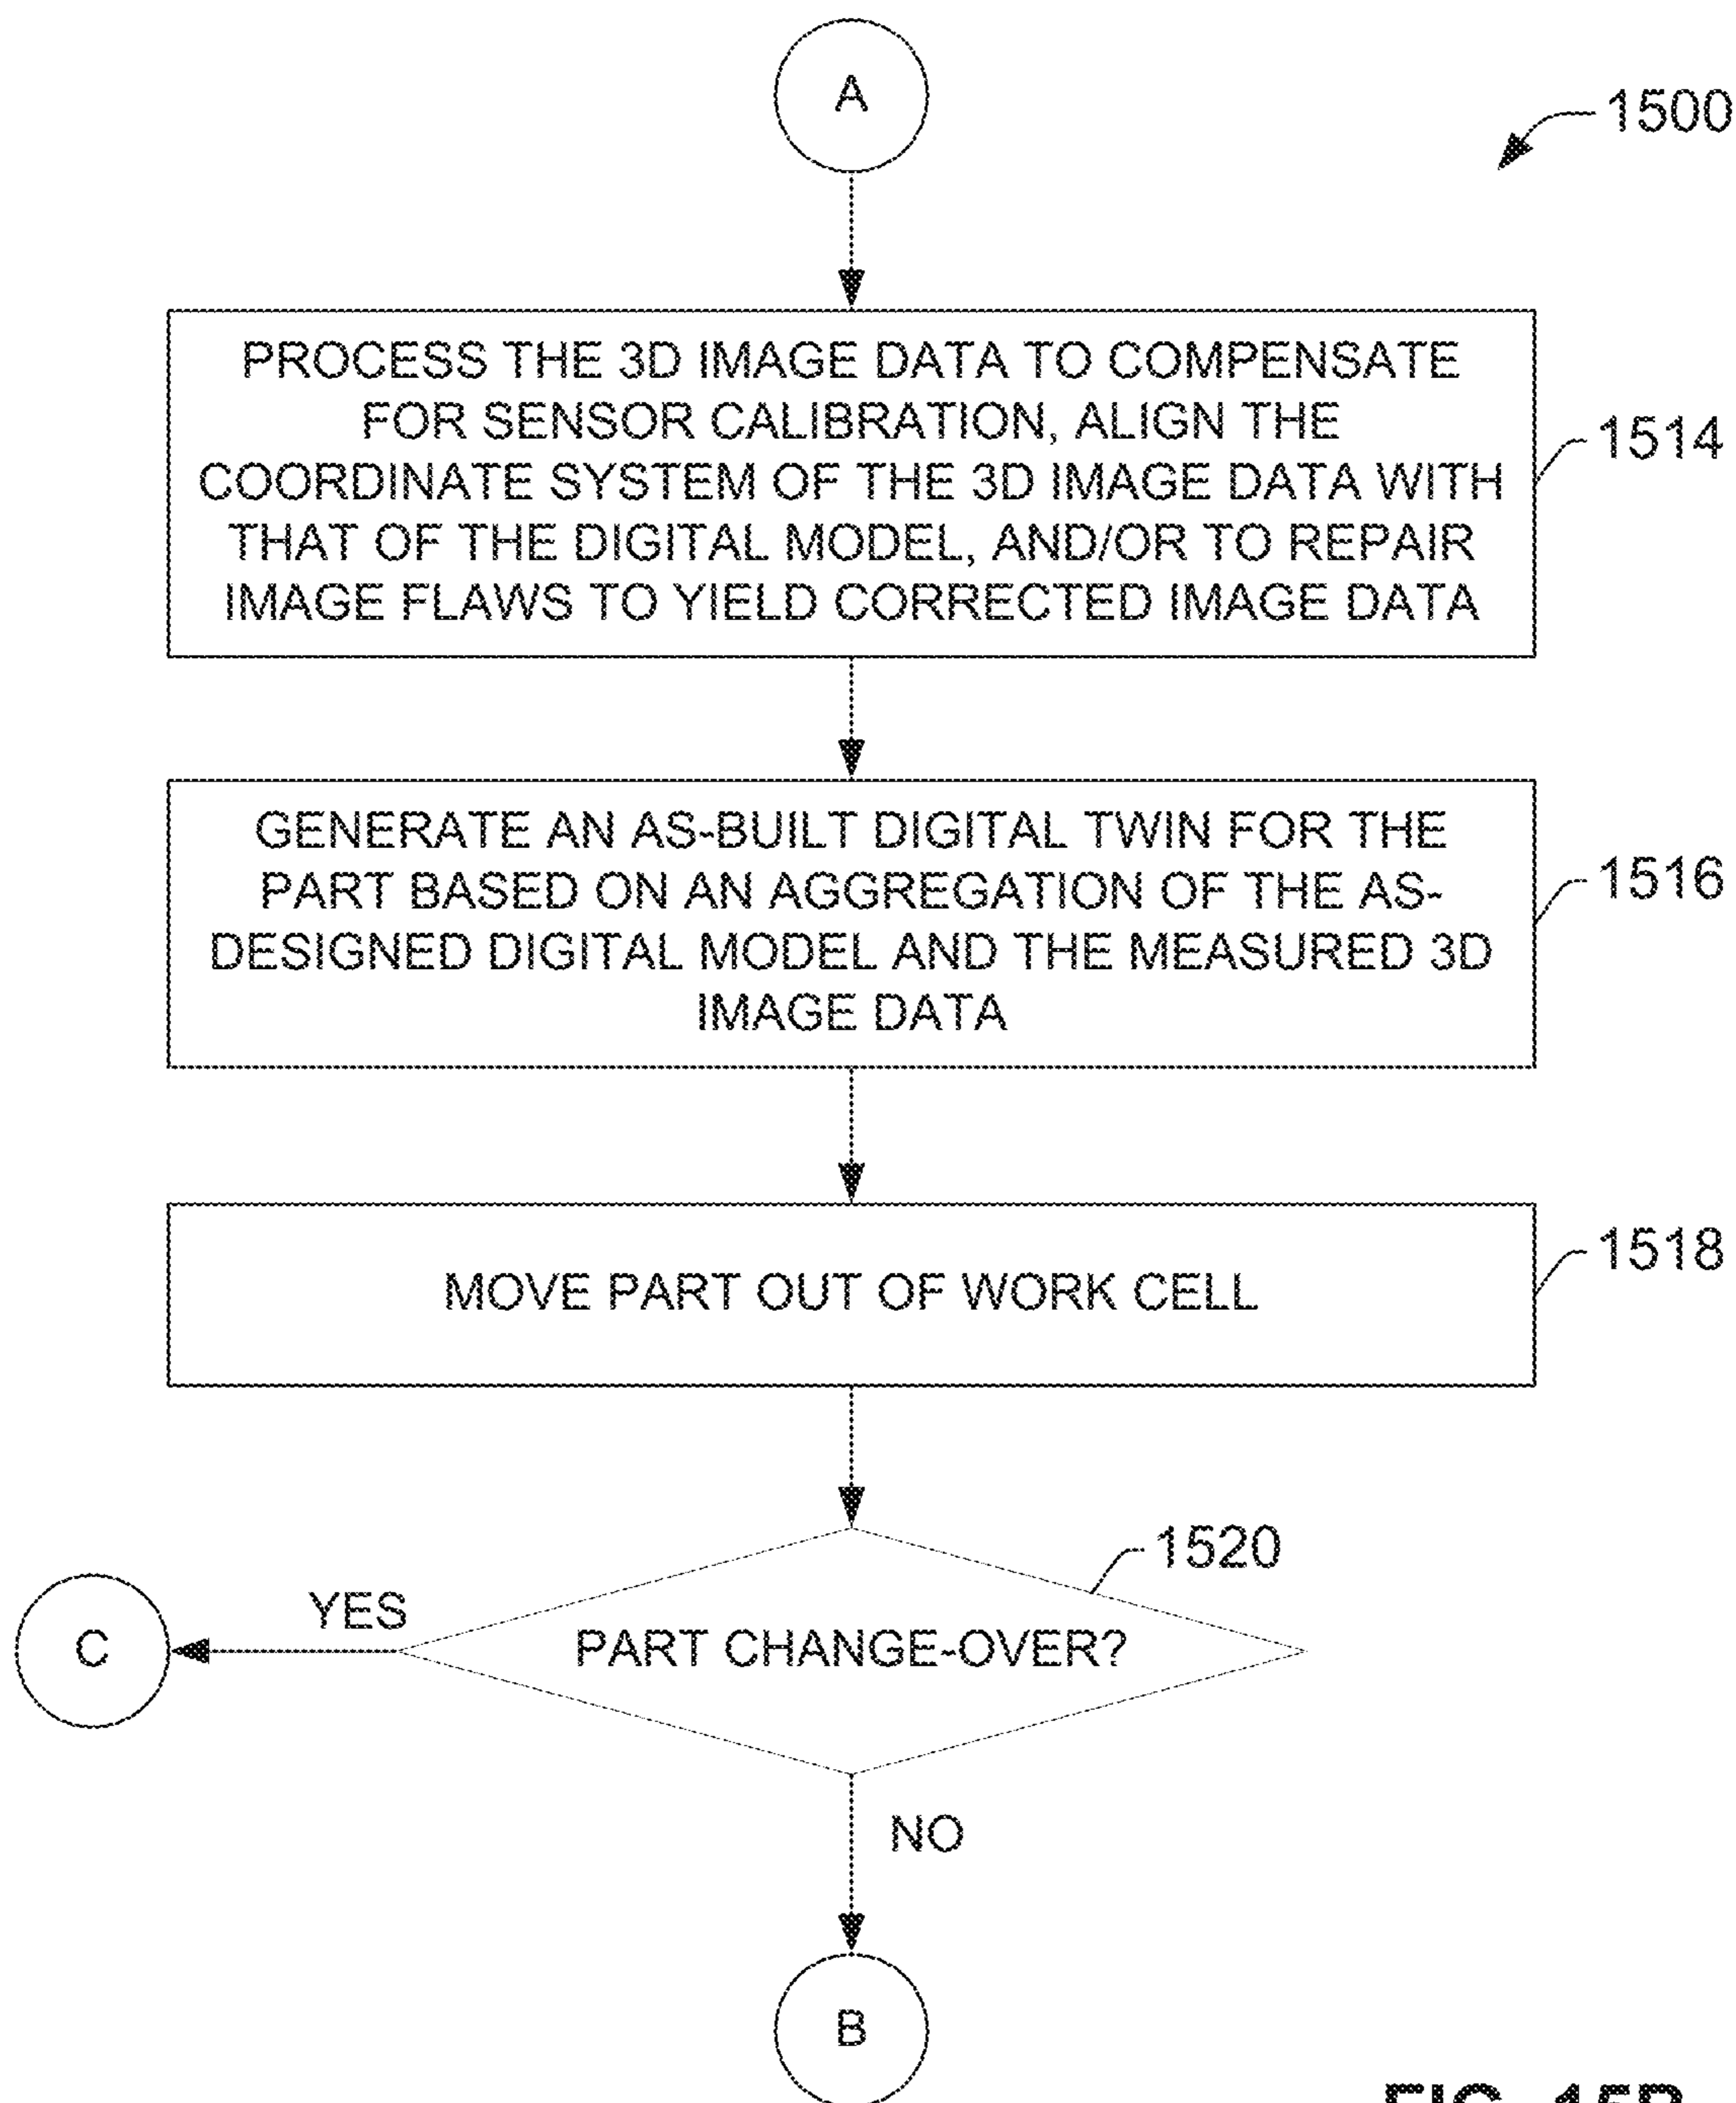 A
1500
PROCESS THE 3D IMAGE DATA TO COMPENSATE
FOR SENSOR CALIBRATION, ALIGN THE
COORDINATE SYSTEM OF THE 3D IMAGE DATA WITH
THAT OF THE DIGITAL MODEL, AND/OR TO REPAIR
IMAGE FLAWS TO YIELD CORRECTED IMAGE DATA
1514
GENERATE AN AS-BUILT DIGITAL TWIN FOR THE
PART BASED ON AN AGGREGATION OF THE AS-
DESIGNED DIGITAL MODEL AND THE MEASURED 3D
IMAGE DATA
1516
MOVE PART OUT OF WORK CELL
1518
1520
PART CHANGE-OVER?
YES
C
NO
B
FIG. 15B